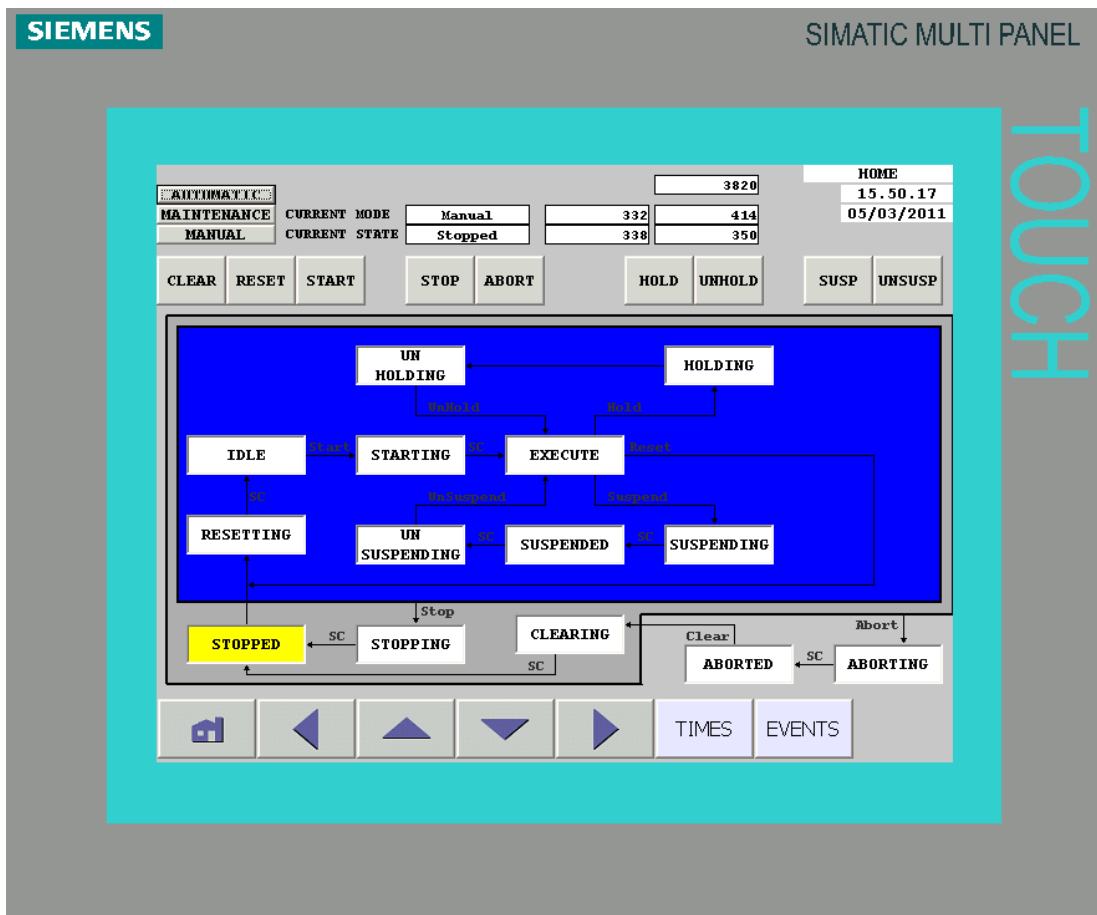 SIEMENS
SIMATIC MULTI PANEL
TOUCH
HOME
3820
AUTOMATIC
15.50.17
MAINTENANCE CURRENT MODE Manual 332 414 05/03/2011
MANUAL CURRENT STATE Stopped 338 350
CLEAR RESET START STOP ABORT HOLD UNHOLD SUSP UNSUSP
UN
HOLDING
HOLDING
UnHold Hold
IDLE Start STARTING SC EXECUTE Reset
SC UnSuspend Suspend
RESETTING
UN
SUSPENDING
SC SUSPENDED SC SUSPENDING
Stop
STOPPED SC STOPPING CLEARING Clear Abort
SC ABORTED SC ABORTING
TIMES EVENTS